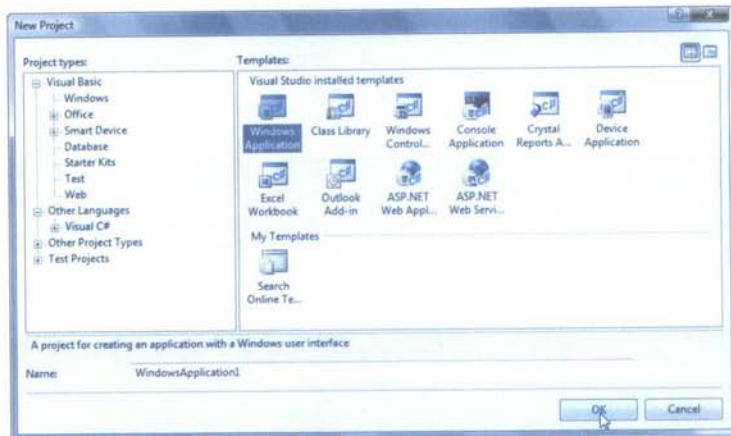 New Project
Project types:
Visual Basic
Windows
Office
Smart Device
Database
Starter Kits
Test
Web
Other Languages
Visual C#
Other Project Types
Test Projects
Templates:
Visual Studio installed templates
Windows Application
Class Library
Windows Control...
Console Application
Crystal Reports A...
Device Application
Excel Workbook
Outlook Add-in
ASP.NET Web Appl...
ASP.NET Web Servi...
My Templates
Search Online Te...
A project for creating an application with a Windows user interface
Name:
WindowsApplication1
OK
Cancel